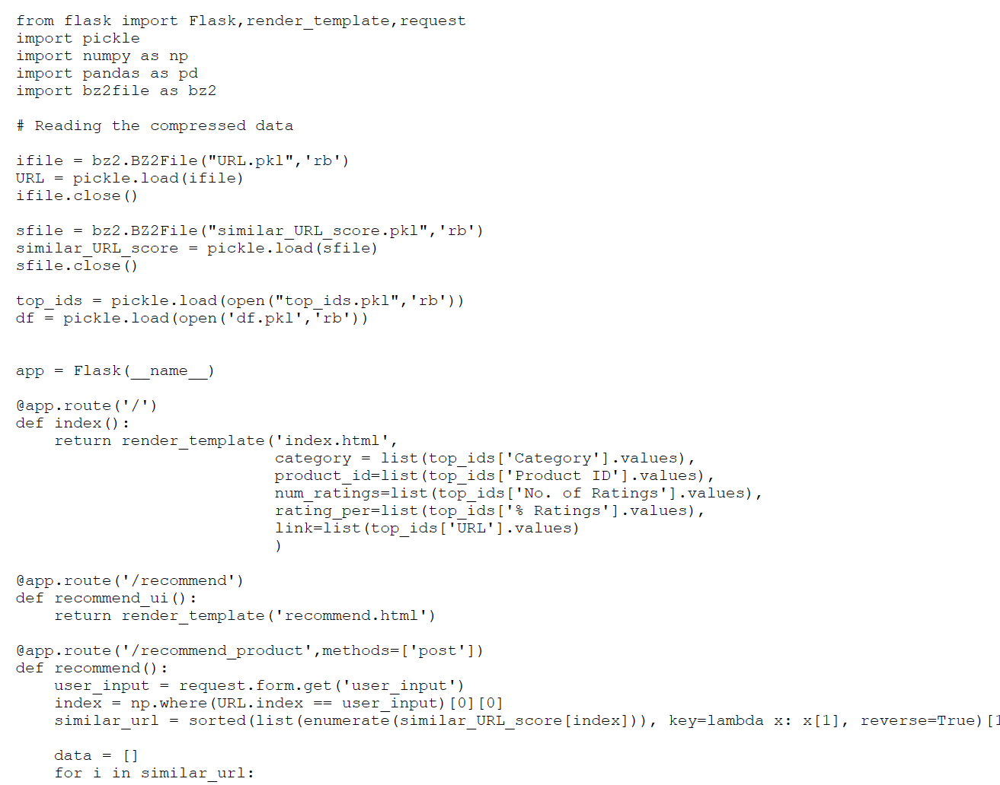 from flask import Flask,render_template,request
import pickle
import numpy as np
import pandas as pd
import bz2file as bz2

# Reading the compressed data

ifile = bz2.BZ2File("URL.pkl",'rb')
URL = pickle.load(ifile)
ifile.close()

sfile = bz2.BZ2File("similar_URL_score.pkl",'rb')
similar_URL_score = pickle.load(sfile)
sfile.close()

top_ids = pickle.load(open("top_ids.pkl",'rb'))
df = pickle.load(open('df.pkl','rb'))


app = Flask(__name__)

@app.route('/')
def index():
    return render_template('index.html',
                           category = list(top_ids['Category'].values),
                           product_id=list(top_ids['Product ID'].values),
                           num_ratings=list(top_ids['No. of Ratings'].values),
                           rating_per=list(top_ids['% Ratings'].values),
                           link=list(top_ids['URL'].values)
                           )

@app.route('/recommend')
def recommend_ui():
    return render_template('recommend.html')

@app.route('/recommend_product',methods=['post'])
def recommend():
    user_input = request.form.get('user_input')
    index = np.where(URL.index == user_input)[0][0]
    similar_url = sorted(list(enumerate(similar_URL_score[index])), key=lambda x: x[1], reverse=True)[1

    data = []
    for i in similar_url: